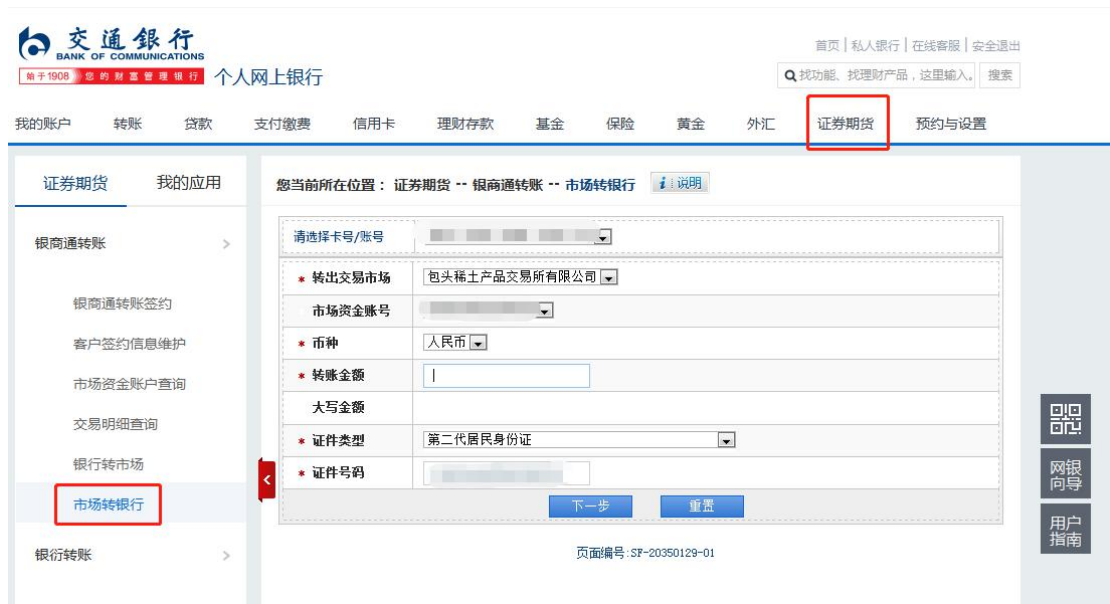 交通銀行
BANK OF COMMUNICATIONS
始于1908 您的财富管理银行 个人网上银行
首页 | 私人银行 | 在线客服 | 安全退出
找功能、找理财产品，这里输入。 搜索
我的账户 转账 贷款 支付缴费 信用卡 理财存款 基金 保险 黄金 外汇 证券期货 预约与设置
证券期货 我的应用
银商通转账 >
银商通转账签约
客户签约信息维护
市场资金账户查询
交易明细查询
银行转市场
市场转银行
银衍转账 >
您当前所在位置： 证券期货 -- 银商通转账 -- 市场转银行 i 说明
请选择卡号/账号
* 转出交易市场 包头稀土产品交易所有限公司
市场资金账号
* 币种 人民币
* 转账金额
大写金额
* 证件类型 第二代居民身份证
* 证件号码
下一步 重置
页面编号:SF-20350129-01
网银
向导
用户
指南